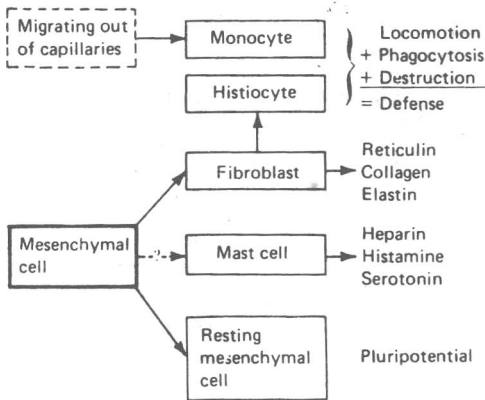 Migrating out
of capillaries
Monocyte
Locomotion
+ Phagocytosis
+ Destruction
= Defense
Histiocyte
Fibroblast
Reticulin
Collagen
Elastin
Mesenchymal
cell
?
Mast cell
Heparin
Histamine
Serotonin
Resting
mesenchymal
cell
Pluripotential